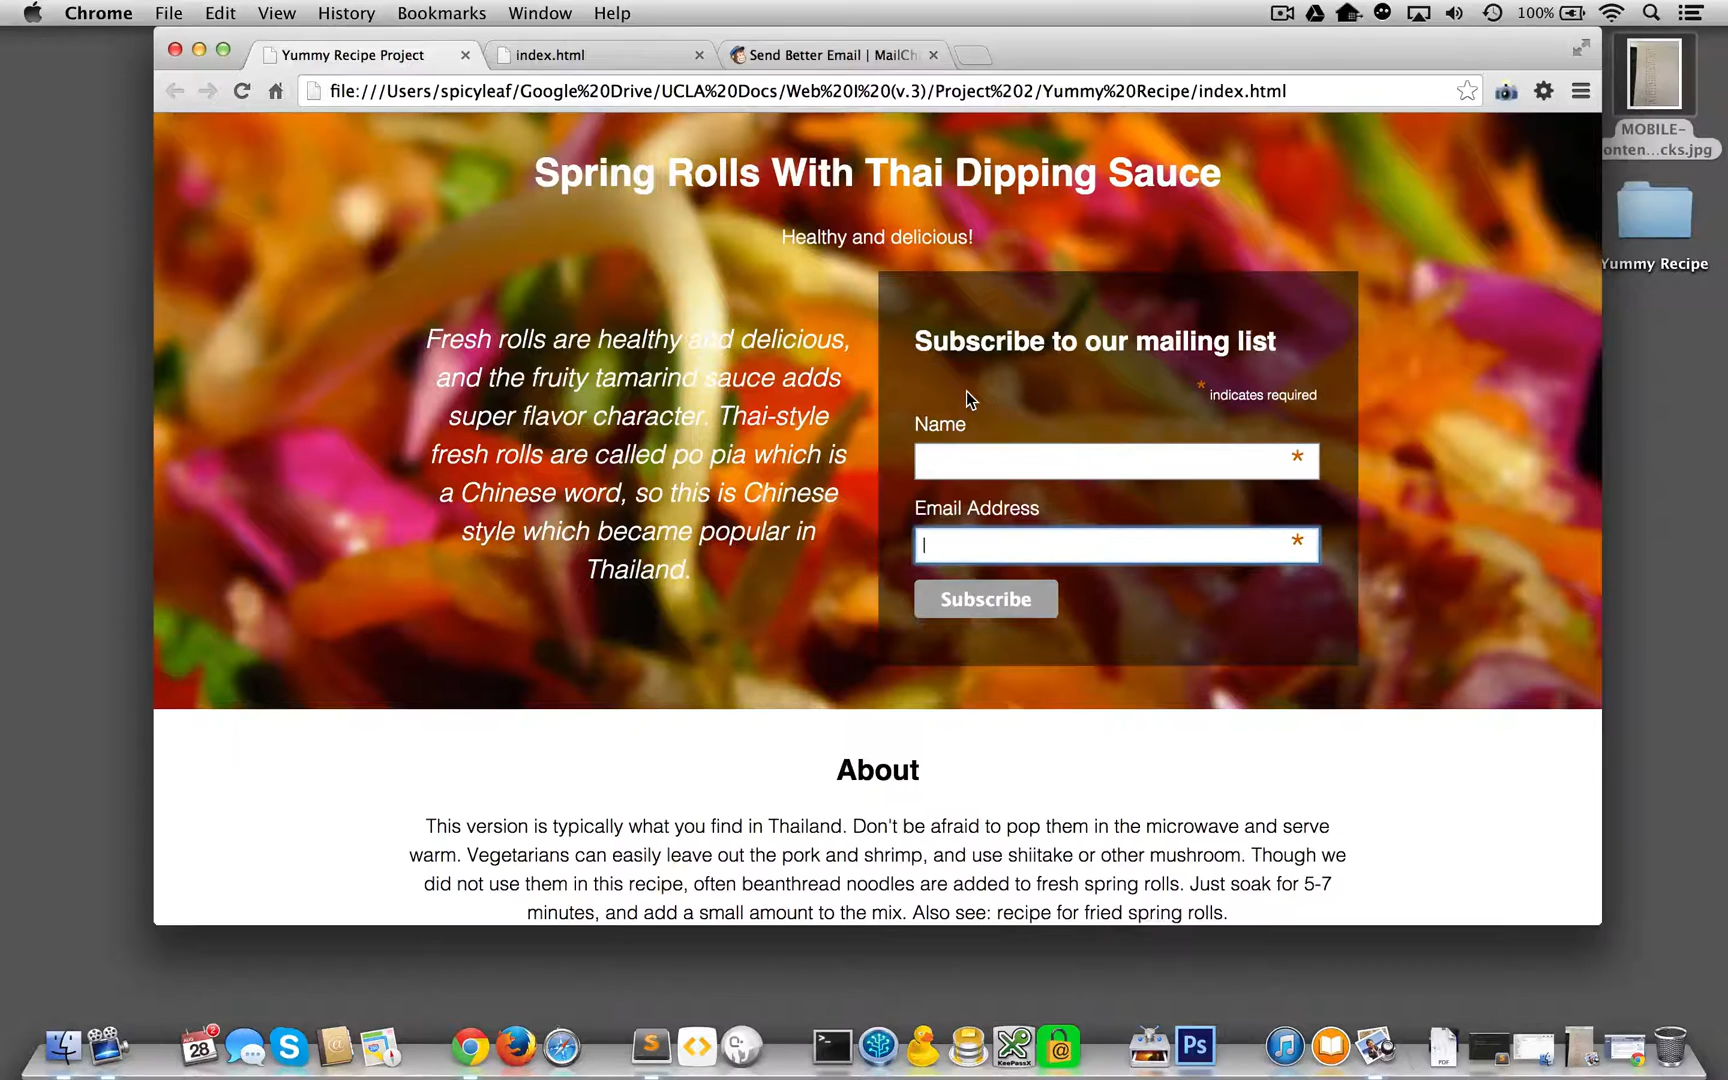 Chrome File Edit View History Bookmarks Window Help 100%
Yummy Recipe Project index.html Send Better Email | MailCh
file:///Users/spicyleaf/Google%20Drive/UCLA%20Docs/Web%20I%20(v.3)/Project%202/Yummy%20Recipe/index.html
MOBILE-
onten...cks.jpg
Yummy Recipe
Spring Rolls With Thai Dipping Sauce
Healthy and delicious!
Fresh rolls are healthy and delicious,
and the fruity tamarind sauce adds
super flavor character. Thai-style
fresh rolls are called po pia which is
a Chinese word, so this is Chinese
style which became popular in
Thailand.
Subscribe to our mailing list
* indicates required
Name
*
Email Address
*
Subscribe
About
This version is typically what you find in Thailand. Don't be afraid to pop them in the microwave and serve
warm. Vegetarians can easily leave out the pork and shrimp, and use shiitake or other mushroom. Though we
did not use them in this recipe, often beanthread noodles are added to fresh spring rolls. Just soak for 5-7
minutes, and add a small amount to the mix. Also see: recipe for fried spring rolls.
2
28
KeePassX
Ps
PDF